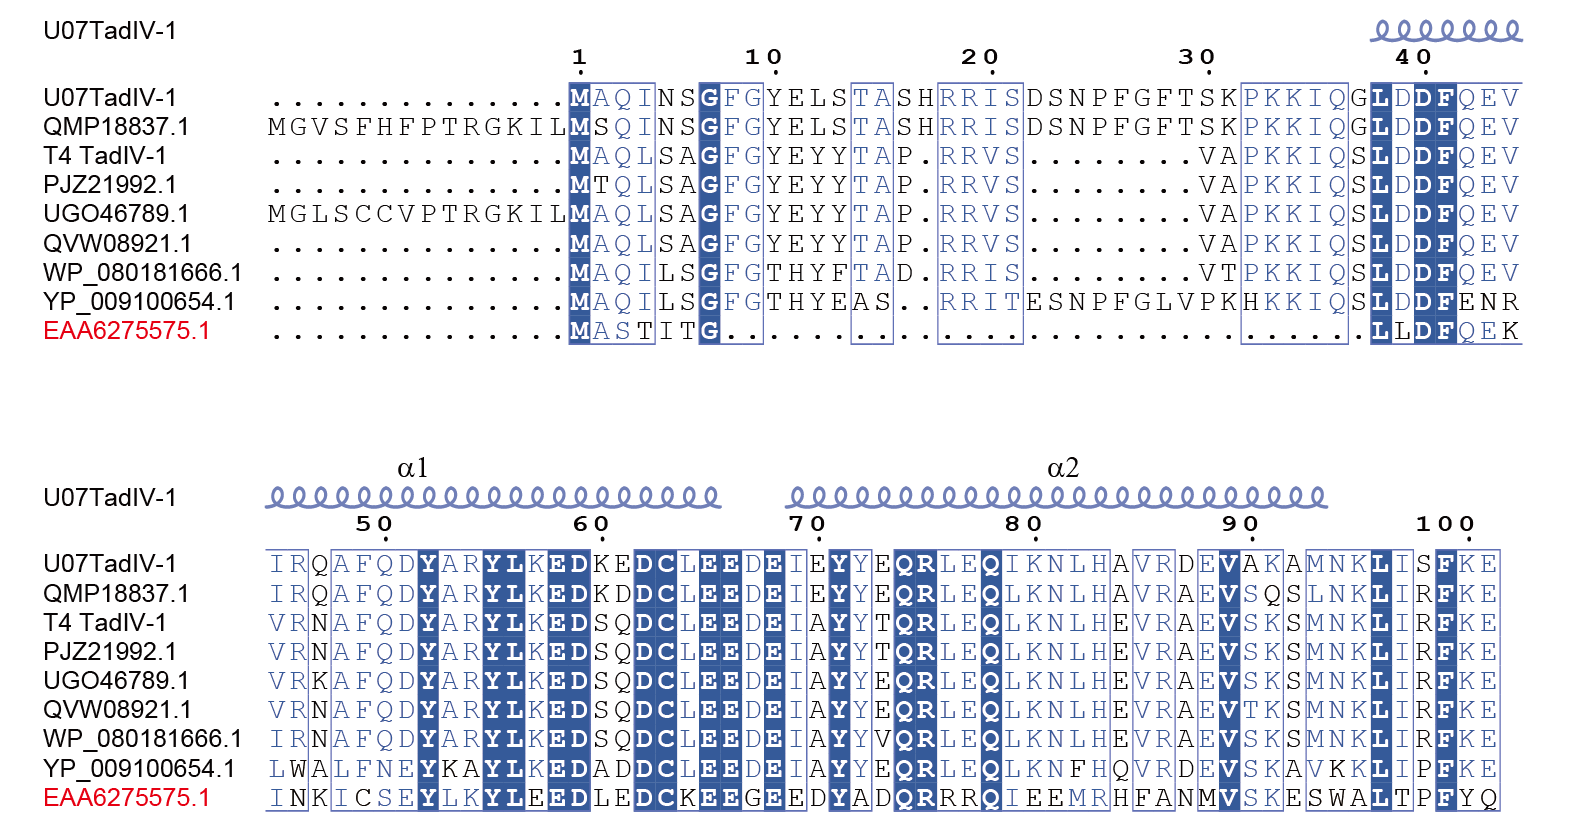 U07TadIV-1
1 10 20 30 40
U07TadIV-1 ..............MAQINSGFGYELSTASHRRISDSNPFGFTSKPKKIQGLDDFQEV
QMP18837.1 MGVSFHFPTRGKILMSQINSGFGYELSTASHRRISDSNPFGFTSKPKKIQGLDDFQEV
T4 TadIV-1 ..............MAQLSAGFGYEYYTAP.RRVS........VAPKKIQSLDDFQEV
PJZ21992.1 ..............MTQLSAGFGYEYYTAP.RRVS........VAPKKIQSLDDFQEV
UGO46789.1 MGLSCCVPTRGKILMAQLSAGFGYEYYTAP.RRVS........VAPKKIQSLDDFQEV
QVW08921.1 ..............MAQLSAGFGYEYYTAP.RRVS........VAPKKIQSLDDFQEV
WP_080181666.1 ..............MAQILSGFGTHYFTAD.RRIS........VTPKKIQSLDDFQEV
YP_009100654.1 ..............MAQILSGFGTHYEAS..RRITESNPFGLVPKHKKIQSLDDFENR
EAA6275575.1 ..............MASTITG..............................LLDFQEK
α1 α2
U07TadIV-1
50 60 70 80 90 100
U07TadIV-1 IRQAFQDYARYLKEDKEDCLEEDEIEYYEQRLEQIKNLHAVRDEVAKAMNKLISFKE
QMP18837.1 IRQAFQDYARYLKEDKDDCLEEDEIEYYEQRLEQLKNLHAVRAEVSQSLNKLIRFKE
T4 TadIV-1 VRNAFQDYARYLKEDSQDCLEEDEIAYYTQRLEQLKNLHEVRAEVSKSMNKLIRFKE
PJZ21992.1 VRNAFQDYARYLKEDSQDCLEEDEIAYYTQRLEQLKNLHEVRAEVSKSMNKLIRFKE
UGO46789.1 VRKAFQDYARYLKEDSQDCLEEDEIAYYEQRLEQLKNLHEVRAEVSKSMNKLIRFKE
QVW08921.1 VRNAFQDYARYLKEDSQDCLEEDEIAYYEQRLEQLKNLHEVRAEVTKSMNKLIRFKE
WP_080181666.1 IRNAFQDYARYLKEDSQDCLEEDEIAYYVQRLEQLKNLHEVRAEVSKSMNKLIRFKE
YP_009100654.1 LWALFNEYKAYLKEDADDCLEEDEIAYYEQRLEQLKNFHQVRDEVSKAVKKLIPFKE
EAA6275575.1 INKICSEYLKYLEEDLEDCKEEGEEDYADQRRRQIEEMRHFANMVSKESWALTPFYQ